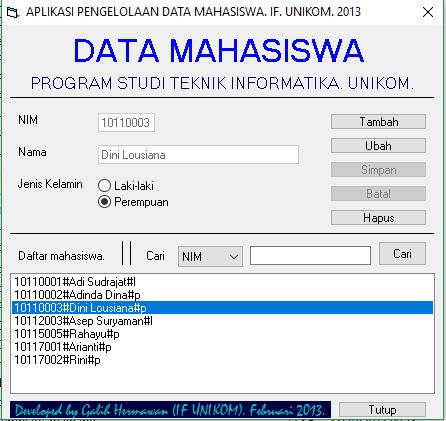 APLIKASI PENGELOLAAN DATA MAHASISWA. IF. UNIKOM. 2013
DATA MAHASISWA
PROGRAM STUDI TEKNIK INFORMATIKA. UNIKOM.
NIM 10110003 Tambah
Ubah
Nama Dini Lousiana
Simpan
Jenis Kelamin Laki-laki
Batal
Perempuan
Hapus
Daftar mahasiswa. Cari NIM Cari
10110001#Adi Sudrajat#l
10110002#Adinda Dina#p
10110003#Dini Lousiana#p
10112003#Asep Suryaman#l
10115005#Rahayu#p
10117001#Arianti#p
10117002#Rini#p
Developed by Galih Hermawan (IF UNIKOM). Februari 2013. Tutup